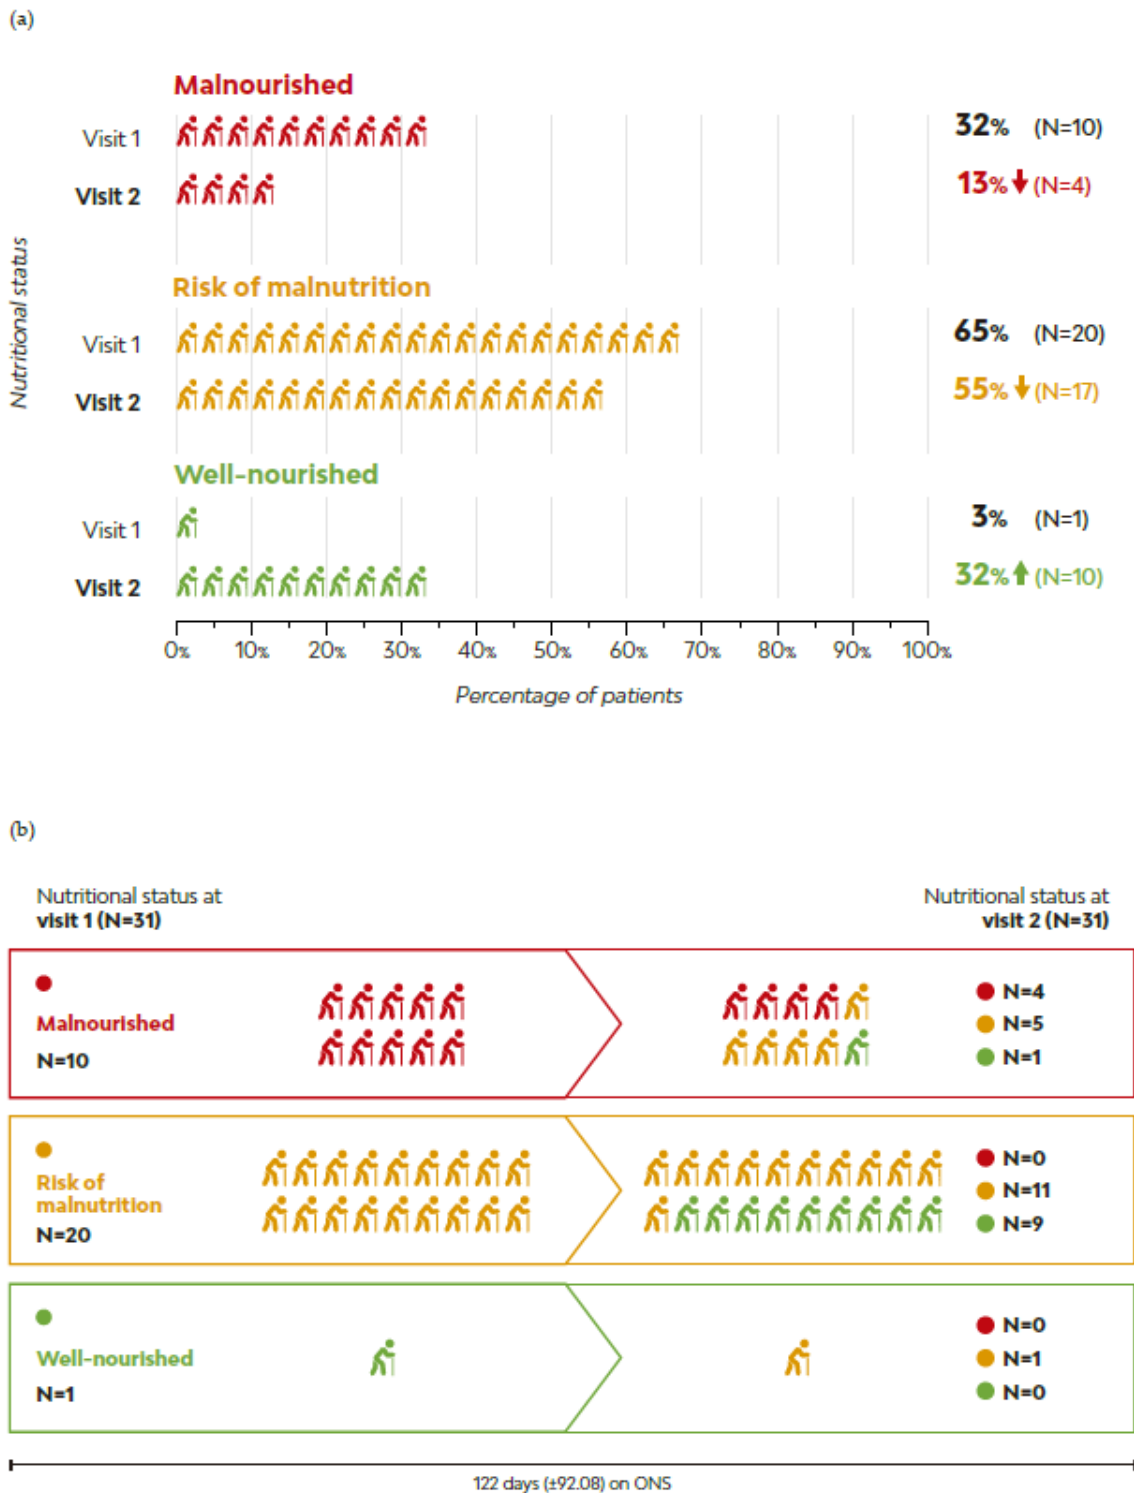 (a)
Malnourished
Visit 1
32% (N=10)
Visit 2
13% (N=4)
Nutritional status
Risk of malnutrition
Visit 1
65% (N=20)
Visit 2
55% (N=17)
Well-nourished
Visit 1
3% (N=1)
Visit 2
32% (N=10)
0% 10% 20% 30% 40% 50% 60% 70% 80% 90% 100%
Percentage of patients
(b)
Nutritional status at
visit 1 (N=31)
Nutritional status at
visit 2 (N=31)
Malnourished
N=10
N=4
N=5
N=1
Risk of
malnutrition
N=20
N=0
N=11
N=9
Well-nourished
N=1
N=0
N=1
N=0
122 days (±92.08) on ONS